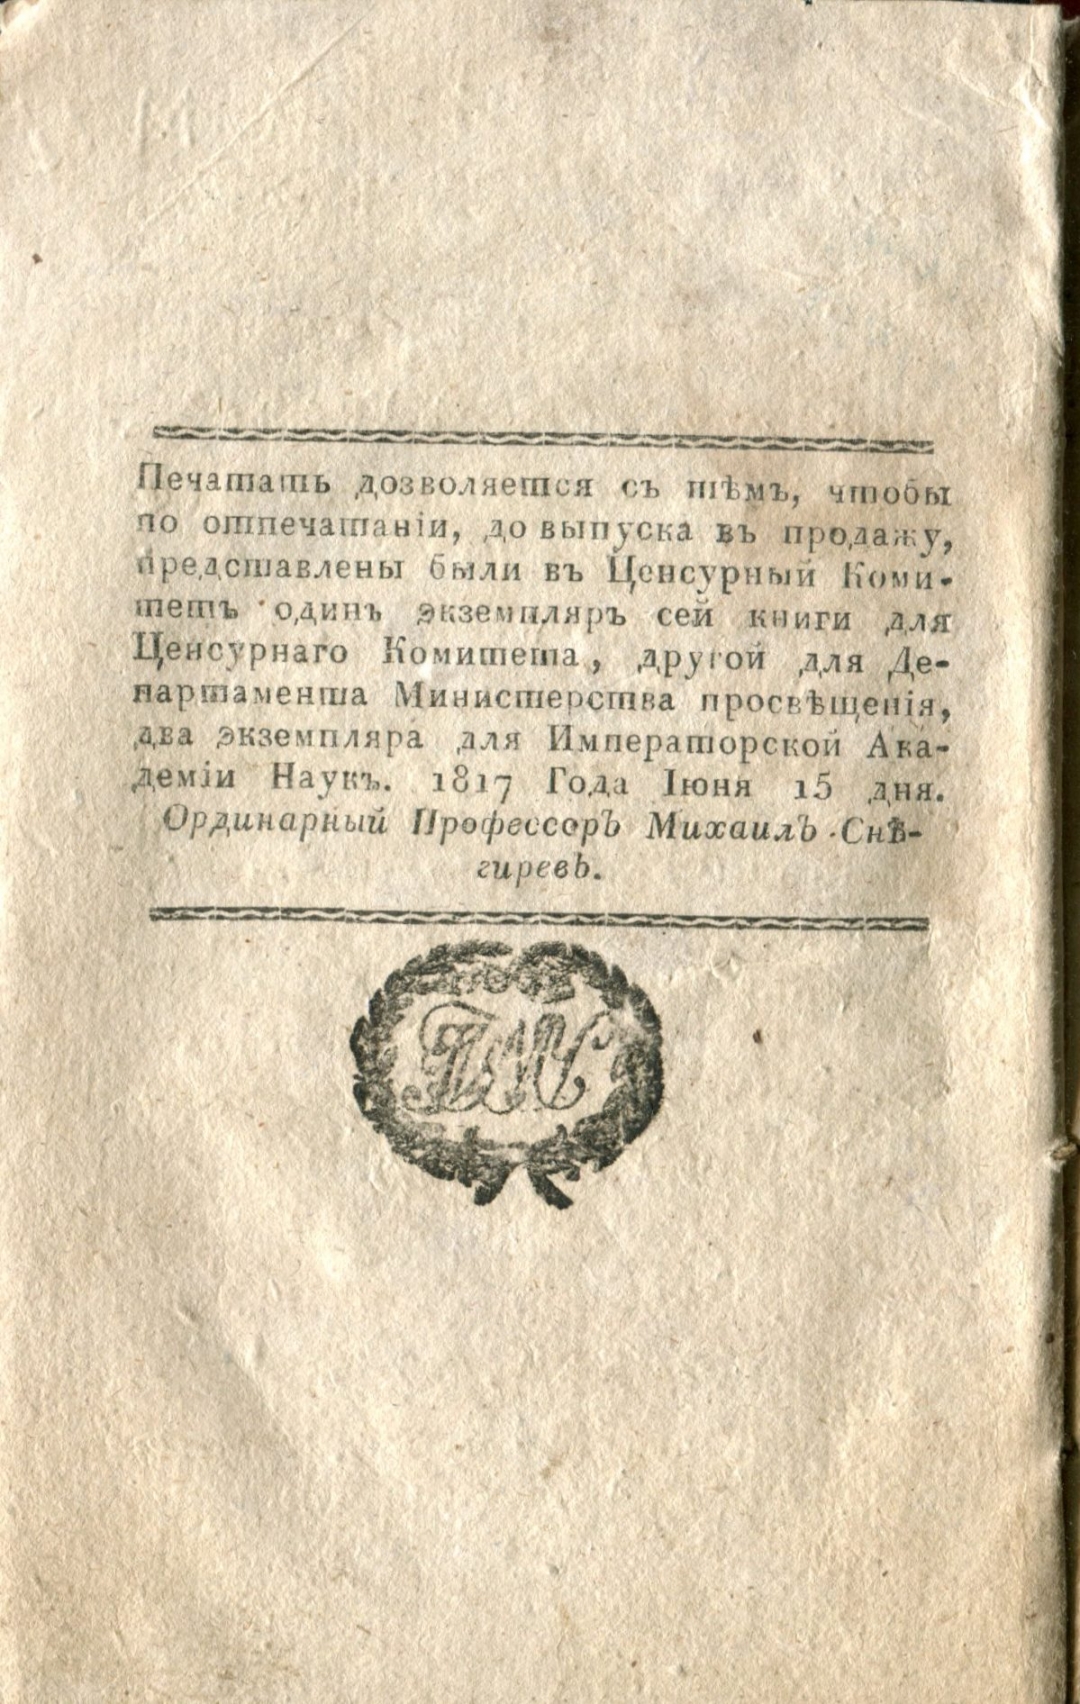 Печатать дозволяется съ тѣмъ, чтобы
по отпечатаніи, до выпуска въ продажу,
представлены были въ Ценсурный Коми-
тетъ одинъ экземпляръ сей книги для
Ценсурнаго Комитета, другой для Де-
партамента Министерства просвѣщенія,
два экземпляра для Императорской Ака-
деміи Наукъ. 1817 Года Іюня 15 дня.
Ординарный Профессоръ Михаилъ Снѣ-
гиревъ.